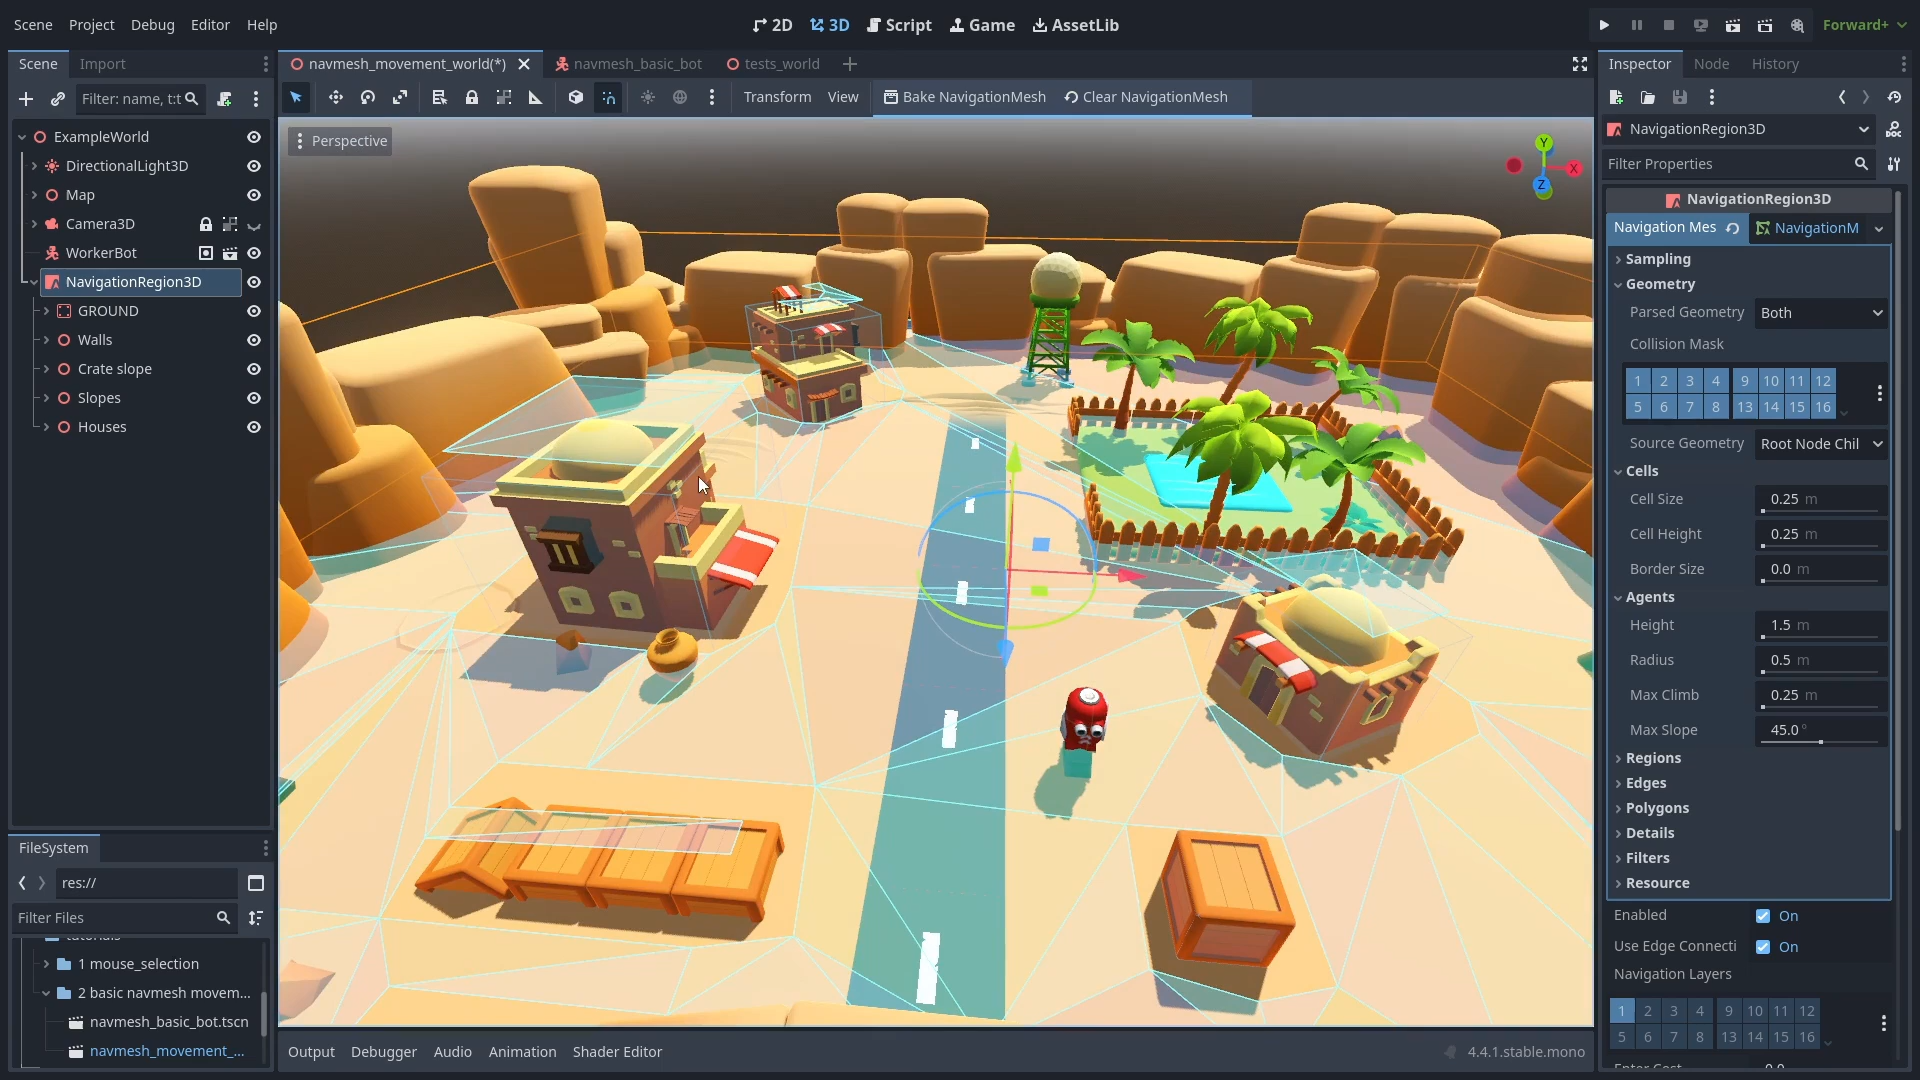 Scene Project Debug Editor Help
2D 3D Script Game AssetLib
Forward+
Scene Import
Filter: name, t:t
ExampleWorld
DirectionalLight3D
Map
Camera3D
WorkerBot
NavigationRegion3D
GROUND
Walls
Crate slope
Slopes
Houses
FileSystem
res://
Filter Files
1 mouse_selection
2 basic navmesh movem...
navmesh_basic_bot.tscn
navmesh_movement_...
navmesh_movement_world(*) navmesh_basic_bot tests_world
Transform View Bake NavigationMesh Clear NavigationMesh
Perspective
Y
X
Z
Output Debugger Audio Animation Shader Editor 4.4.1.stable.mono
Inspector Node History
NavigationRegion3D
DOC
Filter Properties
NavigationRegion3D
Navigation Mes NavigationM
Sampling
Geometry
Parsed Geometry Both
Collision Mask
1 2 3 4 9 10 11 12
5 6 7 8 13 14 15 16
Source Geometry Root Node Chil
Cells
Cell Size 0.25 m
Cell Height 0.25 m
Border Size 0.0 m
Agents
Height 1.5 m
Radius 0.5 m
Max Climb 0.25 m
Max Slope 45.0 °
Regions
Edges
Polygons
Details
Filters
Resource
Enabled On
Use Edge Connecti On
Navigation Layers
1 2 3 4 9 10 11 12
5 6 7 8 13 14 15 16